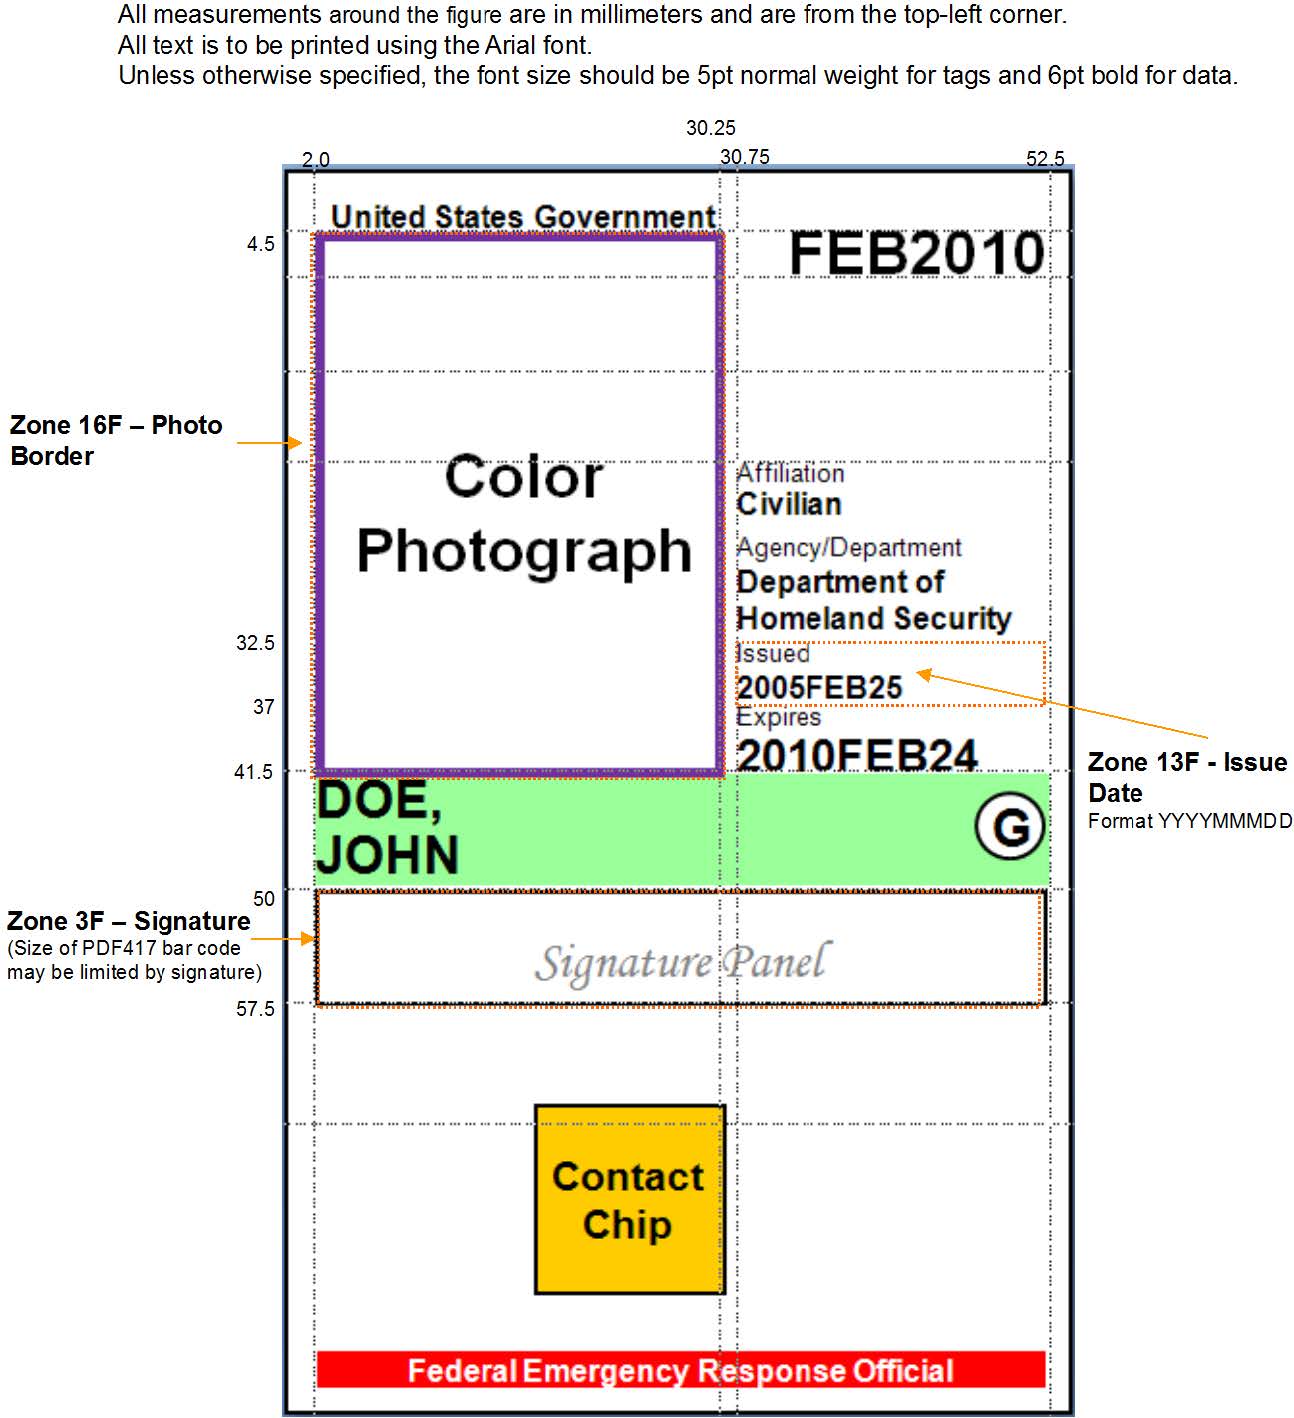 All measurements around the figure are in millimeters and are from the top-left corner.
All text is to be printed using the Arial font.
Unless otherwise specified, the font size should be 5pt normal weight for tags and 6pt bold for data.
30.25
2.0
30.75
52.5
United States Government
4.5
FEB2010
Zone 16F – Photo
Border
Color
Photograph
Affiliation
Civilian
Agency/Department
Department of
Homeland Security
32.5
Issued
2005FEB25
37
Expires
2010FEB24
41.5
Zone 13F - Issue
Date
Format YYYYMMMDD
DOE,
JOHN
G
50
Zone 3F – Signature
(Size of PDF417 bar code
may be limited by signature)
Signature Panel
57.5
Contact
Chip
Federal Emergency Response Official